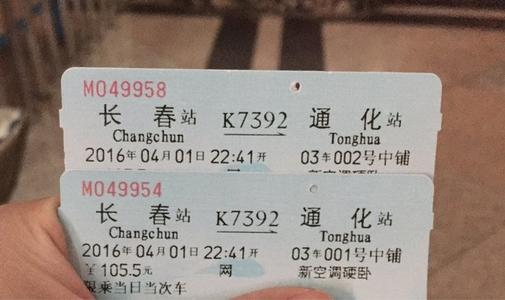 M049958
长春站 K7392 通化站
Changchun Tonghua
2016年04月01日 22:41开 03车002号中铺
M049954
长春站 K7392 通化站
Changchun Tonghua
2016年04月01日 22:41开 03车001号中铺
¥105.5元 网 新空调硬卧
限乘当日当次车